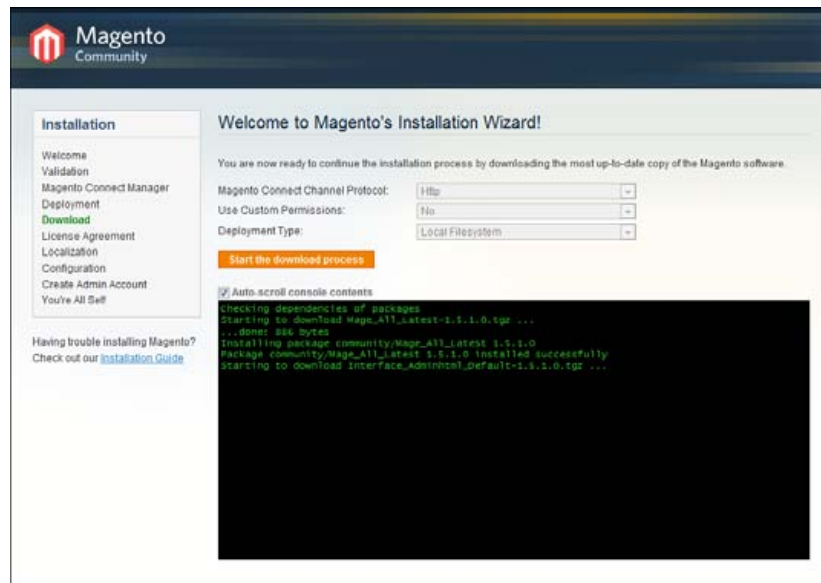 Magento
Community
Installation
Welcome
Validation
Magento Connect Manager
Deployment
Download
License Agreement
Localization
Configuration
Create Admin Account
You're All Set!
Having trouble installing Magento?
Check out our Installation Guide
Welcome to Magento's Installation Wizard!
You are now ready to continue the installation process by downloading the most up-to-date copy of the Magento software.
Magento Connect Channel Protocol: Http
Use Custom Permissions: No
Deployment Type: Local Filesystem
Start the download process
Auto-scroll console contents
Checking dependencies of packages
Starting to download Mage_All_Latest-1.5.1.0.tgz ...
...done: 886 bytes
Installing package community/Mage_All_Latest 1.5.1.0
Package community/Mage_All_Latest 1.5.1.0 installed successfully
Starting to download Interface_Adminhtml_Default-1.5.1.0.tgz ...